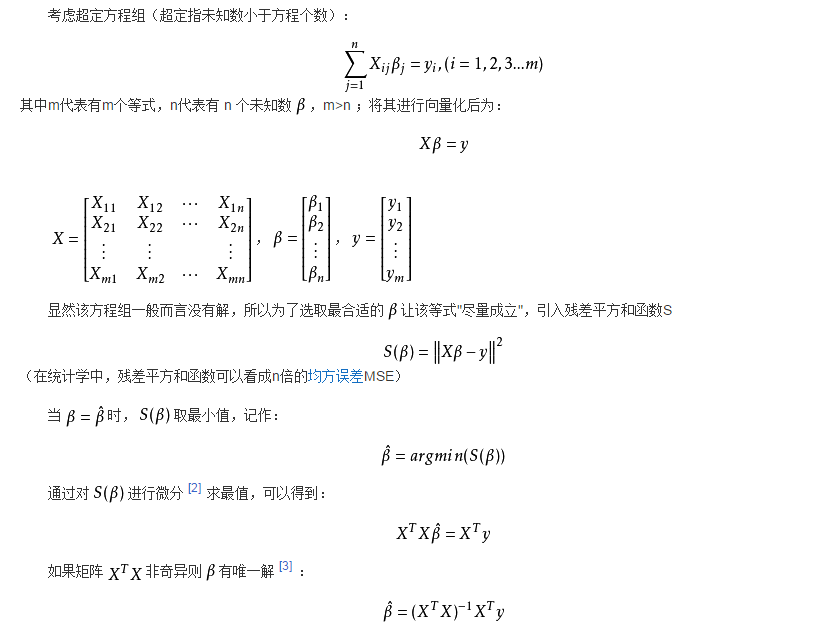 考虑超定方程组（超定指未知数小于方程个数）：
$$\sum_{j=1}^{n} X_{ij}\beta_j = y_i, (i = 1, 2, 3...m)$$
其中m代表有m个等式，n代表有 n 个未知数 $\beta$ ，m>n ；将其进行向量化后为：
$$X\beta = y$$
$$X = \begin{bmatrix} X_{11} & X_{12} & \cdots & X_{1n} \\ X_{21} & X_{22} & \cdots & X_{2n} \\ \vdots & \vdots & & \vdots \\ X_{m1} & X_{m2} & \cdots & X_{mn} \end{bmatrix}, \beta = \begin{bmatrix} \beta_1 \\ \beta_2 \\ \vdots \\ \beta_n \end{bmatrix}, y = \begin{bmatrix} y_1 \\ y_2 \\ \vdots \\ y_m \end{bmatrix}$$
显然该方程组一般而言没有解，所以为了选取最合适的 $\beta$ 让该等式"尽量成立"，引入残差平方和函数S
$$S(\beta) = \left\| X\beta - y \right\|^2$$
（在统计学中，残差平方和函数可以看成n倍的均方误差MSE）
当 $\beta = \hat{\beta}$ 时， $S(\beta)$ 取最小值，记作：
$$\hat{\beta} = argmin(S(\beta))$$
通过对 $S(\beta)$ 进行微分 [2] 求最值，可以得到：
$$X^T X \hat{\beta} = X^T y$$
如果矩阵 $X^T X$ 非奇异则 $\beta$ 有唯一解 [3] ：
$$\hat{\beta} = (X^T X)^{-1} X^T y$$